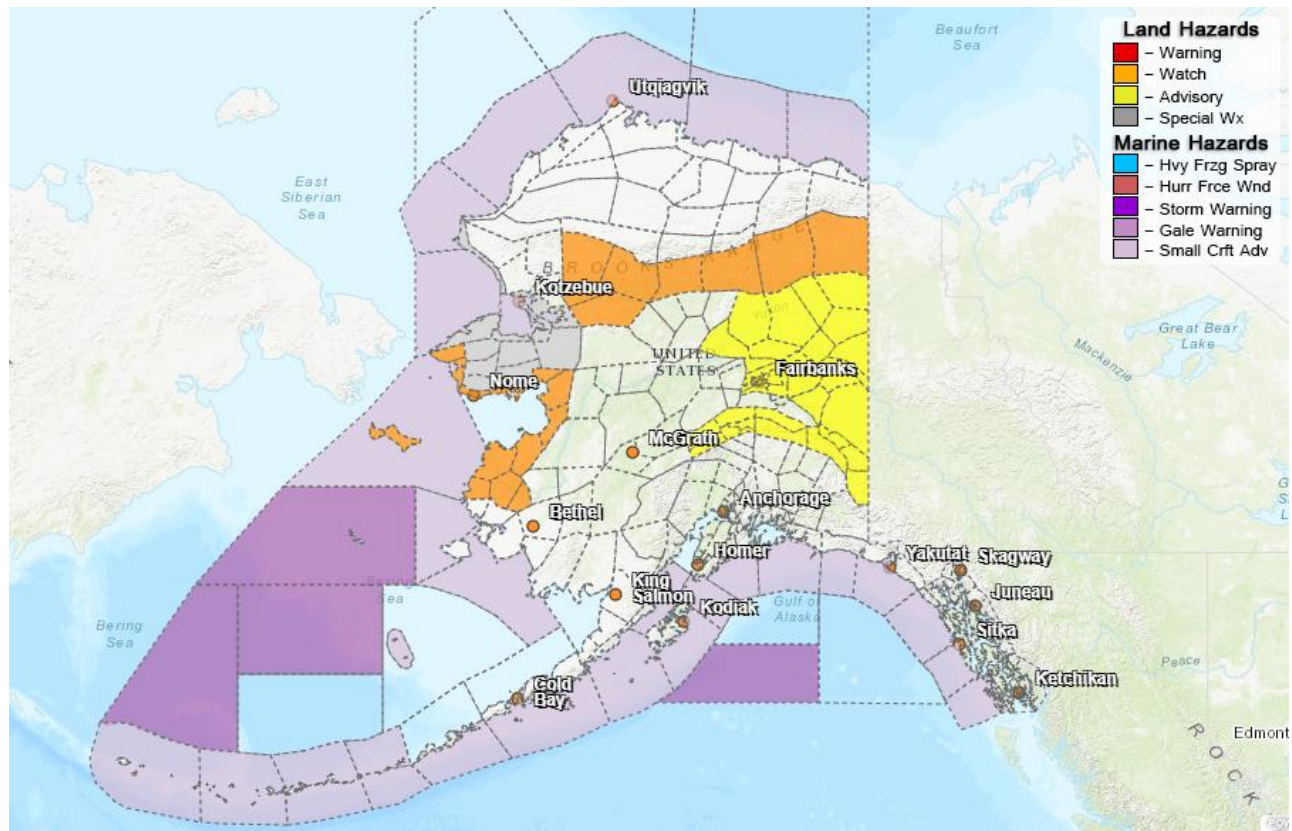 Land Hazards
– Warning
– Watch
– Advisory
– Special Wx
Marine Hazards
– Hvy Frzg Spray
– Hurr Frce Wnd
– Storm Warning
– Gale Warning
– Small Crft Adv
Beaufort
Sea
Utqiagvik
East
Siberian
Sea
BROOKS RANGE
Kotzebue
Yukon
Great Bear
Lake
Mackenzie
UNITED
STATES
Fairbanks
Nome
McGrath
Anchorage
Bethel
Homer
Yakutat
Skagway
King
Salmon
Juneau
Kodiak
Gulf of
Alaska
Sea
Bering
Sea
Sitka
Peace
Cold
Bay
Ketchikan
Edmont
ROCK